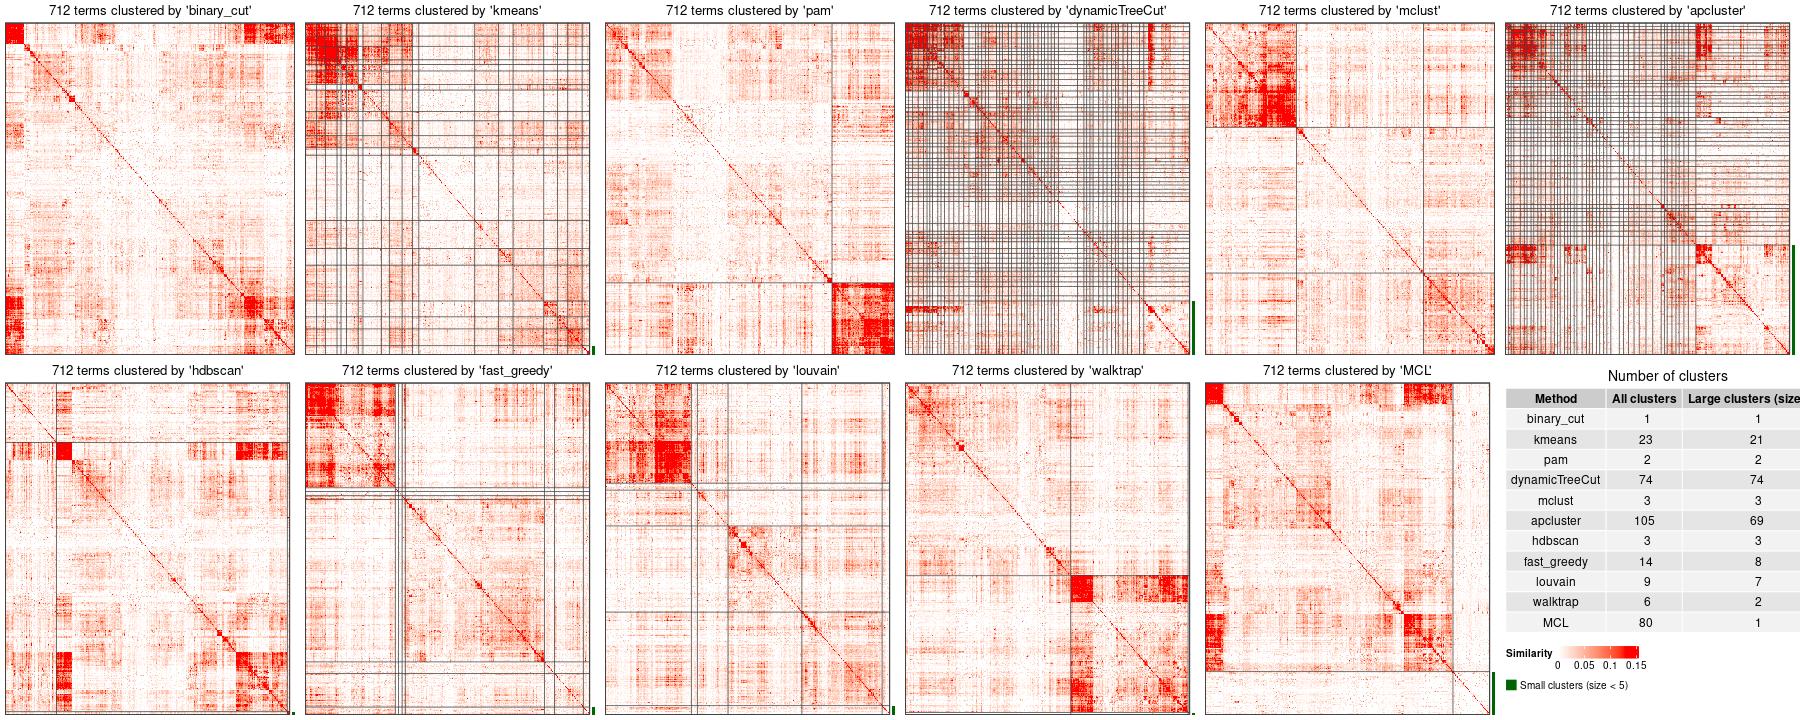 712 terms clustered by 'binary_cut'
712 terms clustered by 'kmeans'
712 terms clustered by 'pam'
712 terms clustered by 'dynamicTreeCut'
712 terms clustered by 'mclust'
712 terms clustered by 'apcluster'
712 terms clustered by 'hdbscan'
712 terms clustered by 'fast_greedy'
712 terms clustered by 'louvain'
712 terms clustered by 'walktrap'
712 terms clustered by 'MCL'
Number of clusters
Method All clusters Large clusters (size
binary_cut 1 1
kmeans 23 21
pam 2 2
dynamicTreeCut 74 74
mclust 3 3
apcluster 105 69
hdbscan 3 3
fast_greedy 14 8
louvain 9 7
walktrap 6 2
MCL 80 1
Similarity
0 0.05 0.1 0.15
Small clusters (size < 5)